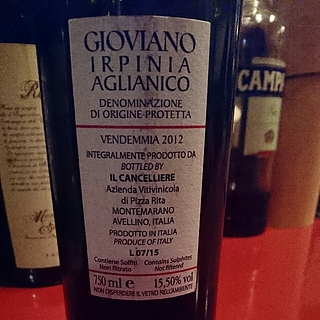 GIOVIANO
IRPINIA
AGLIANICO
DENOMINAZIONE
DI ORIGINE PROTETTA
VENDEMMIA 2012
INTEGRALMENTE PRODOTTO DA
BOTTLED BY
IL CANCELLIERE
Azienda Vitivinicola
di Pizza Rita
MONTEMARANO
AVELLINO, ITALIA
PRODOTTO IN ITALIA
PRODUCE OF ITALY
L 07/15
Contiene Solfiti Contains Sulphites
Non filtrato Not filtered
750 ml e 15,50% vol
NON DISPERDERE IL VETRO NELL'AMBIENTE
CAMPA